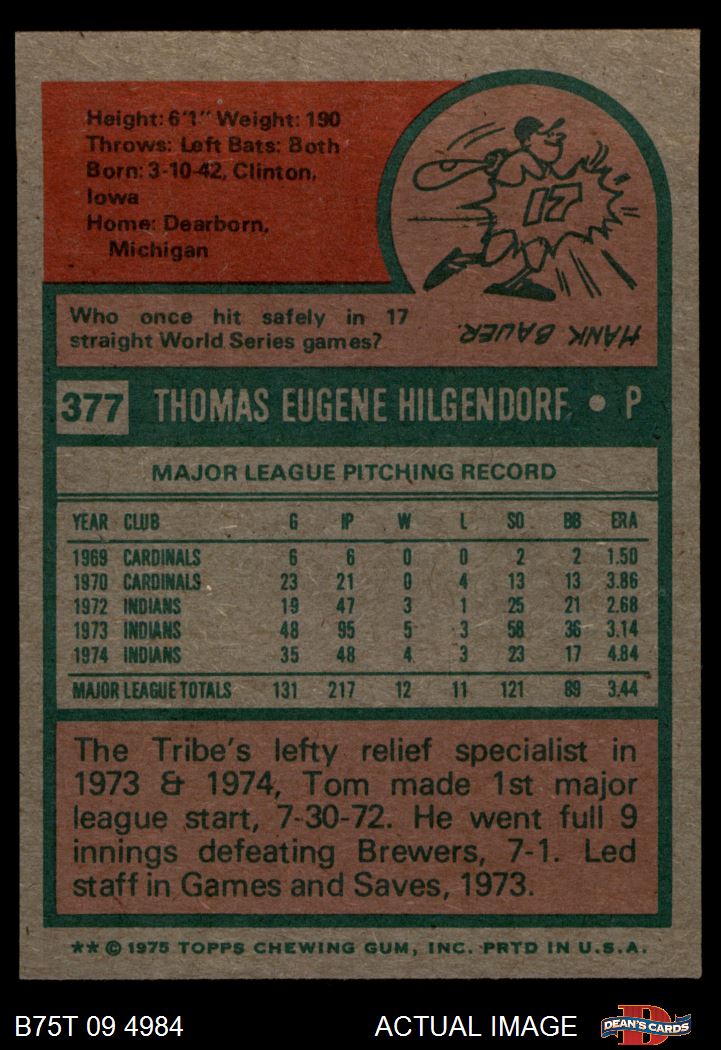 Height: 6'1" Weight: 190
Throws: Left Bats: Both
Born: 3-10-42, Clinton,
Iowa
Home: Dearborn,
Michigan
17
Who once hit safely in 17
straight World Series games?
HANK BAUER.
377 THOMAS EUGENE HILGENDORF • P
MAJOR LEAGUE PITCHING RECORD
YEAR CLUB G IP W L SO BB ERA
1969 CARDINALS 6 6 0 0 2 2 1.50
1970 CARDINALS 23 21 0 4 13 13 3.86
1972 INDIANS 19 47 3 1 25 21 2.68
1973 INDIANS 48 95 5 3 58 36 3.14
1974 INDIANS 35 48 4 3 23 17 4.84
MAJOR LEAGUE TOTALS 131 217 12 11 121 89 3.44
The Tribe's lefty relief specialist in
1973 & 1974, Tom made 1st major
league start, 7-30-72. He went full 9
innings defeating Brewers, 7-1. Led
staff in Games and Saves, 1973.
** © 1975 TOPPS CHEWING GUM, INC. PRTD IN U.S.A.
B75T 09 4984 ACTUAL IMAGE
D
DEAN'S CARDS